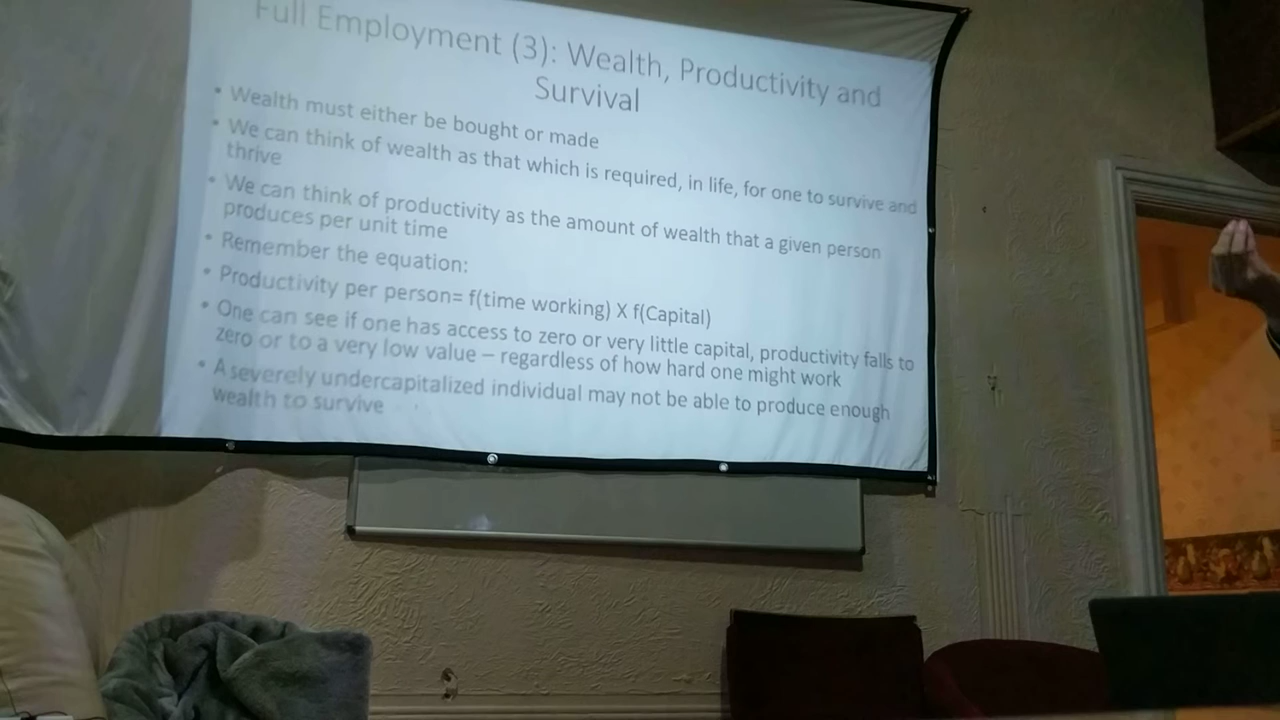 Full Employment (3): Wealth, Productivity and
Survival
• Wealth must either be bought or made
• We can think of wealth as that which is required, in life, for one to survive and
thrive
• We can think of productivity as the amount of wealth that a given person
produces per unit time
• Remember the equation:
• Productivity per person= f(time working) X f(Capital)
• One can see if one has access to zero or very little capital, productivity falls to
zero or to a very low value – regardless of how hard one might work
• A severely undercapitalized individual may not be able to produce enough
wealth to survive